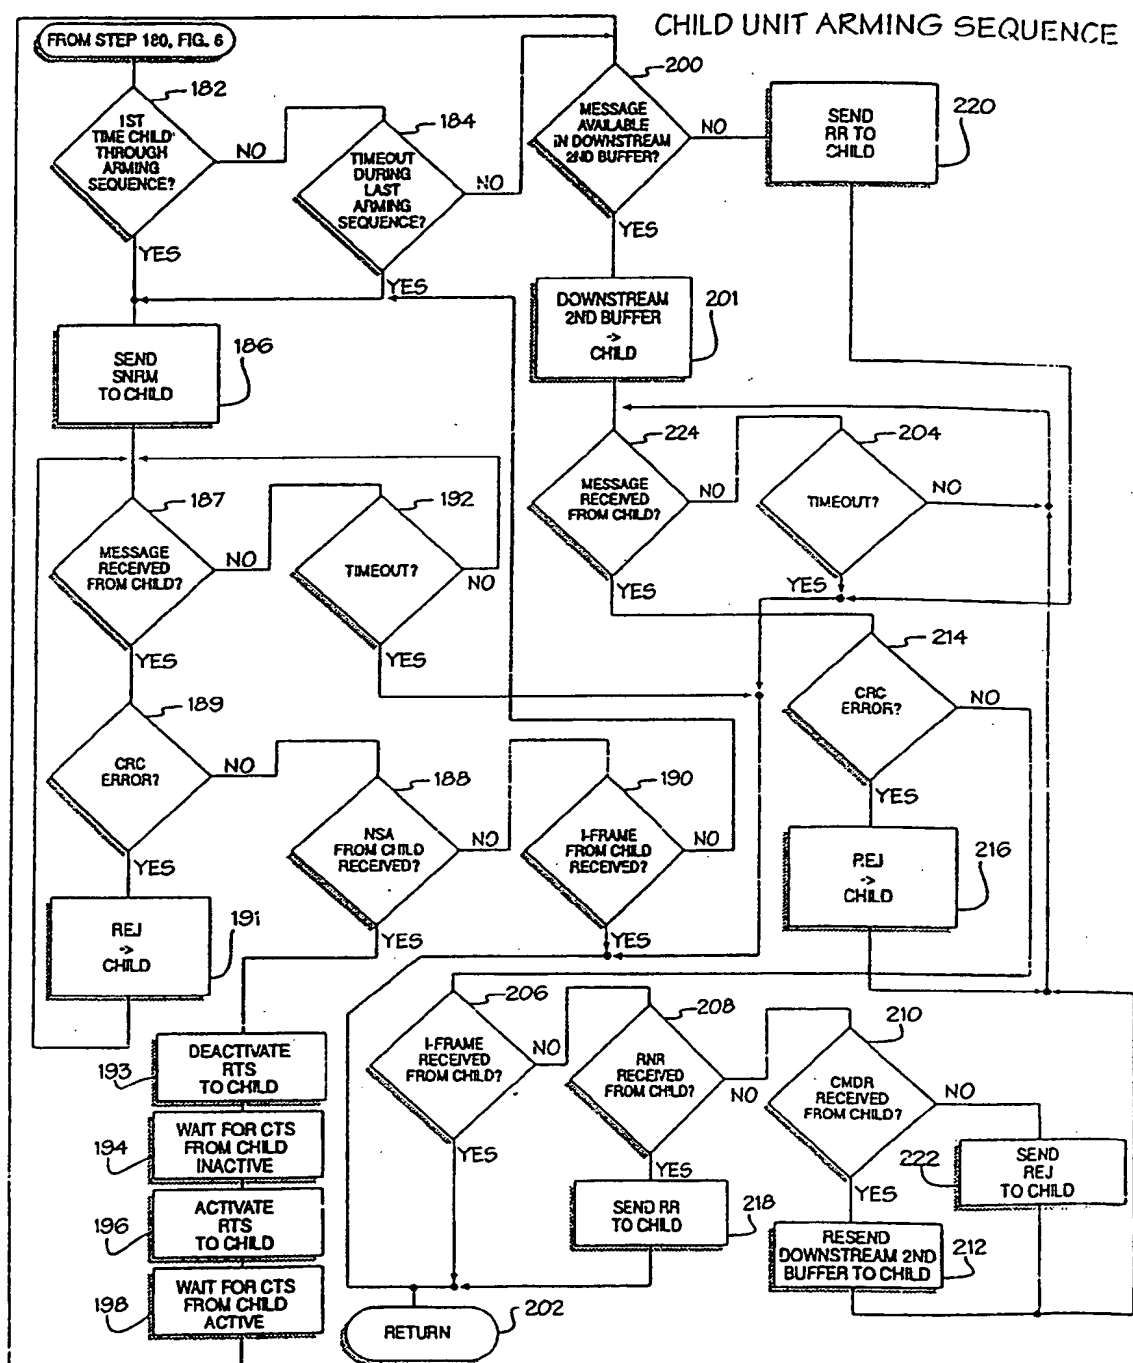 CHILD UNIT ARMING SEQUENCE
FROM STEP 180, FIG. 6
182
1ST
TIME CHILD
THROUGH
ARMING
SEQUENCE?
NO
YES
184
TIMEOUT
DURING
LAST
ARMING
SEQUENCE?
NO
YES
200
MESSAGE
AVAILABLE
IN DOWNSTREAM
2ND BUFFER?
NO
YES
220
SEND
RR TO
CHILD
186
SEND
SNRM
TO CHILD
201
DOWNSTREAM
2ND BUFFER
->
CHILD
187
MESSAGE
RECEIVED
FROM CHILD?
NO
YES
192
TIMEOUT?
NO
YES
224
MESSAGE
RECEIVED
FROM CHILD?
NO
YES
204
TIMEOUT?
NO
YES
189
CRC
ERROR?
NO
YES
188
NSA
FROM CHILD
RECEIVED?
NO
YES
190
I-FRAME
FROM CHILD
RECEIVED?
NO
YES
214
CRC
ERROR?
NO
YES
191
REJ
->
CHILD
216
REJ
->
CHILD
193
DEACTIVATE
RTS
TO CHILD
194
WAIT FOR CTS
FROM CHILD
INACTIVE
196
ACTIVATE
RTS
TO CHILD
198
WAIT FOR CTS
FROM CHILD
ACTIVE
206
I-FRAME
RECEIVED
FROM CHILD?
NO
YES
208
RNR
RECEIVED
FROM CHILD?
NO
YES
210
CMDR
RECEIVED
FROM CHILD?
NO
YES
218
SEND RR
TO CHILD
222
SEND
REJ
TO CHILD
212
RESEND
DOWNSTREAM 2ND
BUFFER TO CHILD
202
RETURN